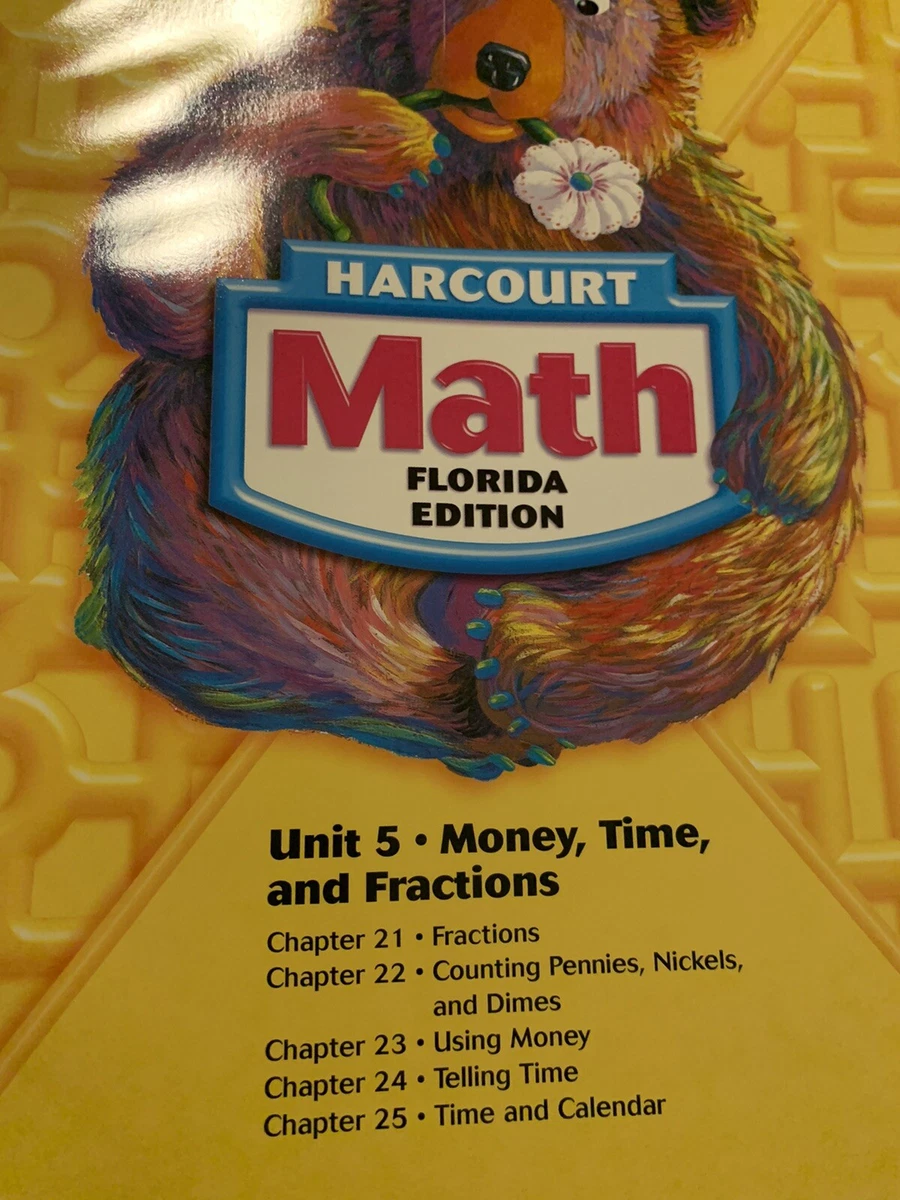 HARCOURT
Math
FLORIDA
EDITION
Unit 5 • Money, Time,
and Fractions
Chapter 21 • Fractions
Chapter 22 • Counting Pennies, Nickels,
and Dimes
Chapter 23 • Using Money
Chapter 24 • Telling Time
Chapter 25 • Time and Calendar